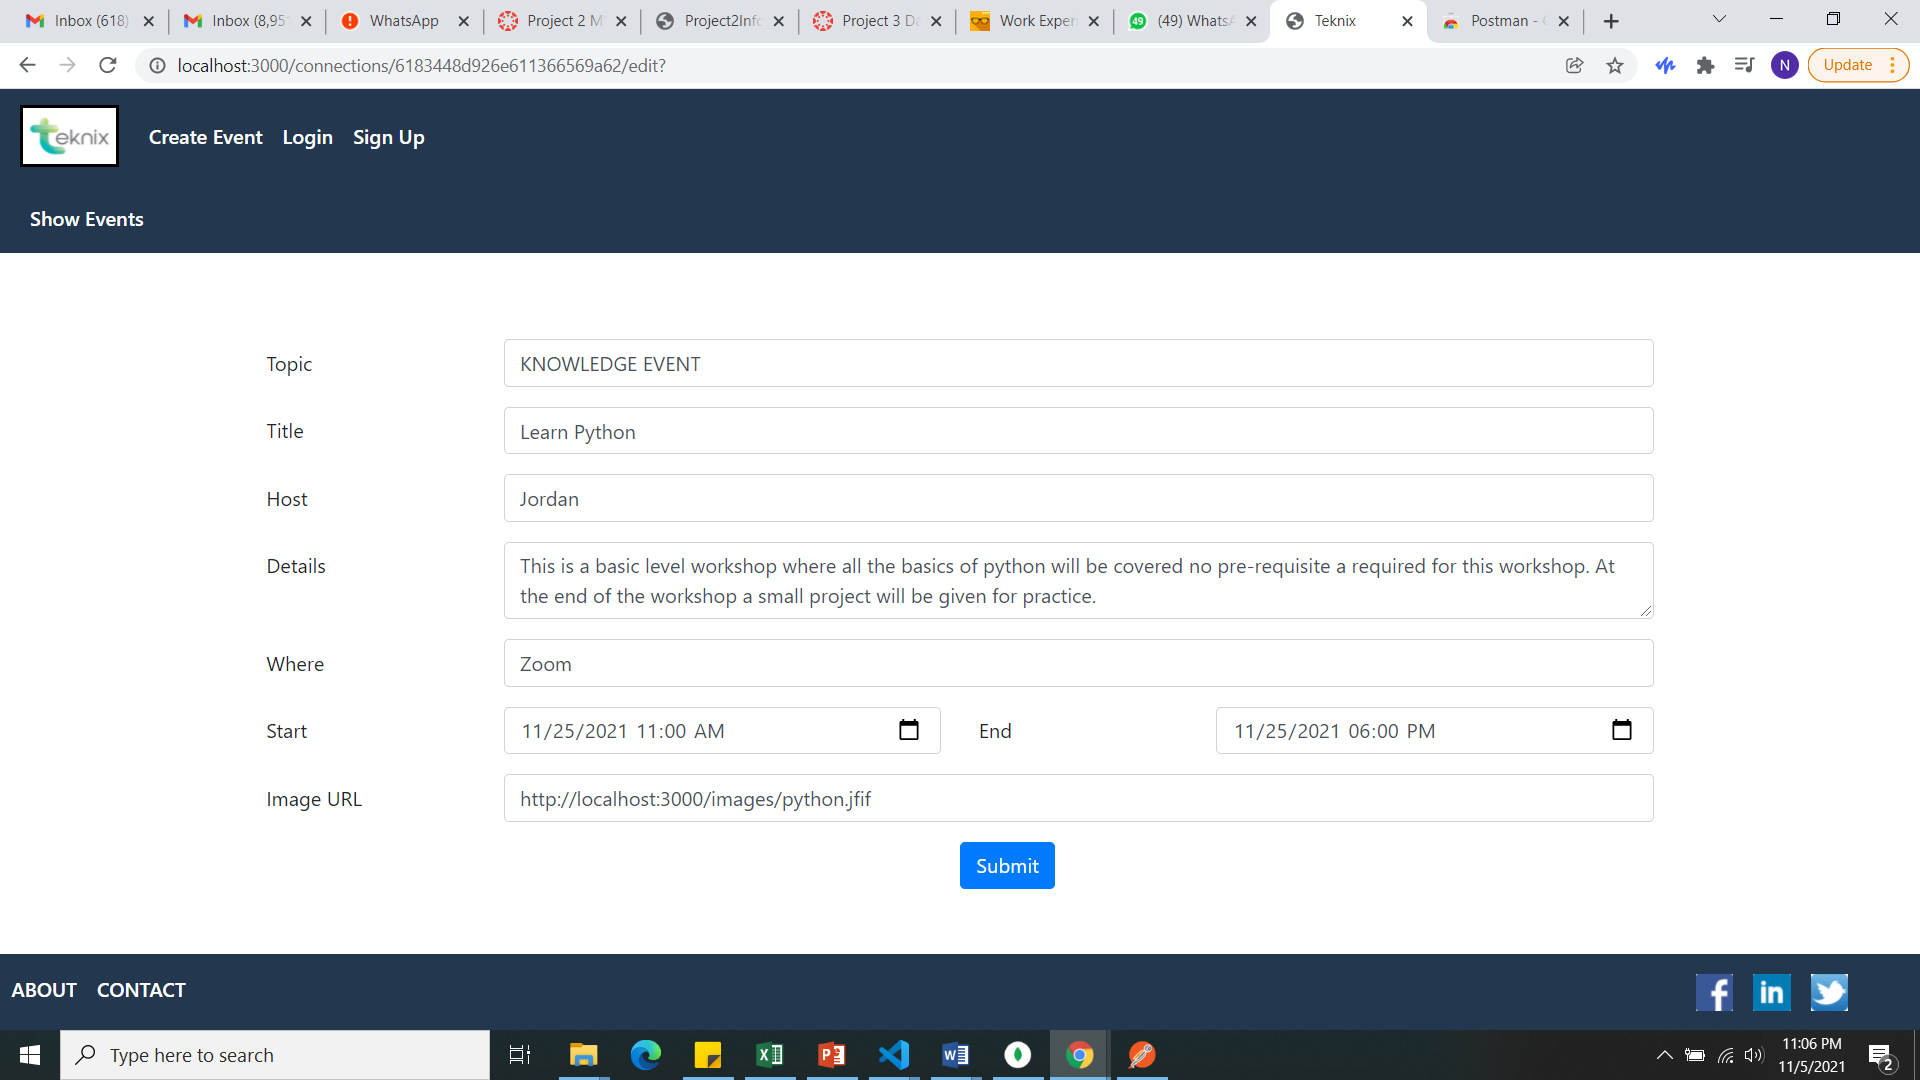 Inbox (618)
Inbox (8,95
WhatsApp
Project 2 M
Project2Info
Project 3 Da
Work Experi
(49) WhatsA
Teknix
Postman -
localhost:3000/connections/6183448d926e611366569a62/edit?
N
Update
teknix
Create Event
Login
Sign Up
Show Events
Topic
KNOWLEDGE EVENT
Title
Learn Python
Host
Jordan
Details
This is a basic level workshop where all the basics of python will be covered no pre-requisite a required for this workshop. At
the end of the workshop a small project will be given for practice.
Where
Zoom
Start
11/25/2021 11:00 AM
End
11/25/2021 06:00 PM
Image URL
http://localhost:3000/images/python.jfif
Submit
ABOUT
CONTACT
Type here to search
11:06 PM
11/5/2021
2